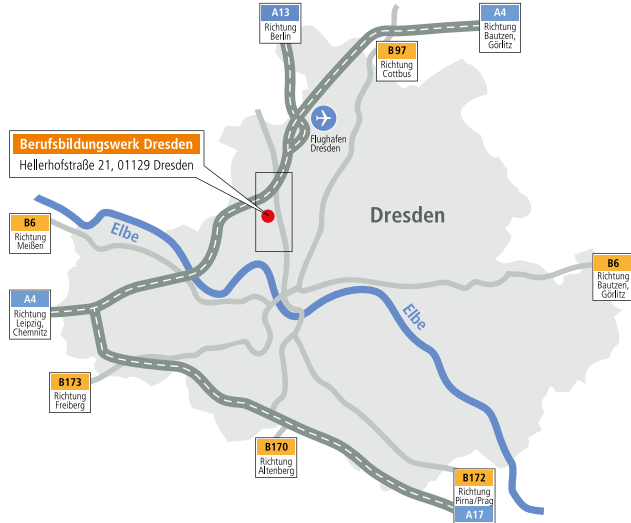 A13
Richtung
Berlin
A4
Richtung
Bautzen,
Görlitz
B97
Richtung
Cottbus
Flughafen
Dresden
Berufsbildungswerk Dresden
Hellerhofstraße 21, 01129 Dresden
Dresden
B6
Richtung
Meißen
Elbe
B6
Richtung
Bautzen,
Görlitz
A4
Richtung
Leipzig,
Chemnitz
Elbe
B173
Richtung
Freiberg
B170
Richtung
Altenberg
B172
Richtung
Pirna/Prag
A17